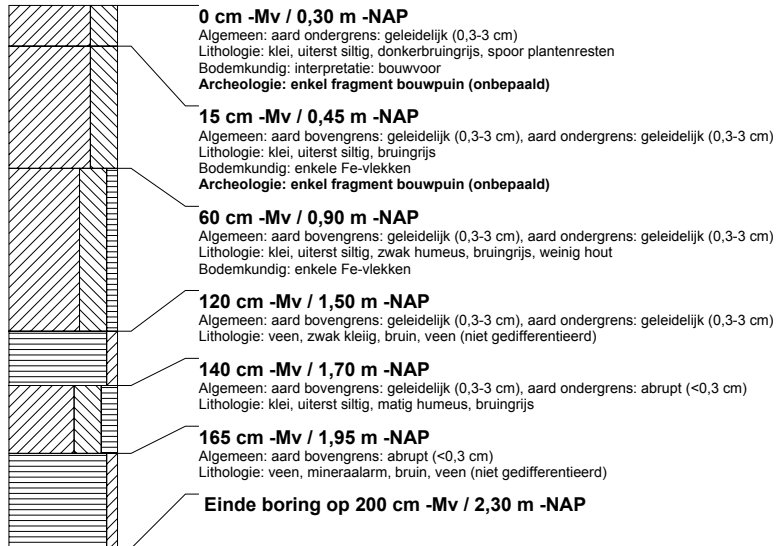 0 cm -Mv / 0,30 m -NAP
Algemeen: aard ondergrens: geleidelijk (0,3-3 cm)
Lithologie: klei, uiterst siltig, donkerbruingrijs, spoor plantenresten
Bodemkundig: interpretatie: bouwvoor
Archeologie: enkel fragment bouwpuin (onbepaald)
15 cm -Mv / 0,45 m -NAP
Algemeen: aard bovengrens: geleidelijk (0,3-3 cm), aard ondergrens: geleidelijk (0,3-3 cm)
Lithologie: klei, uiterst siltig, bruingrijs
Bodemkundig: enkele Fe-vlekken
Archeologie: enkel fragment bouwpuin (onbepaald)
60 cm -Mv / 0,90 m -NAP
Algemeen: aard bovengrens: geleidelijk (0,3-3 cm), aard ondergrens: geleidelijk (0,3-3 cm)
Lithologie: klei, uiterst siltig, zwak humeus, bruingrijs, weinig hout
Bodemkundig: enkele Fe-vlekken
120 cm -Mv / 1,50 m -NAP
Algemeen: aard bovengrens: geleidelijk (0,3-3 cm), aard ondergrens: geleidelijk (0,3-3 cm)
Lithologie: veen, zwak kleiig, bruin, veen (niet gedifferentieerd)
140 cm -Mv / 1,70 m -NAP
Algemeen: aard bovengrens: geleidelijk (0,3-3 cm), aard ondergrens: abrupt (<0,3 cm)
Lithologie: klei, uiterst siltig, matig humeus, bruingrijs
165 cm -Mv / 1,95 m -NAP
Algemeen: aard bovengrens: abrupt (<0,3 cm)
Lithologie: veen, mineraalarm, bruin, veen (niet gedifferentieerd)
Einde boring op 200 cm -Mv / 2,30 m -NAP